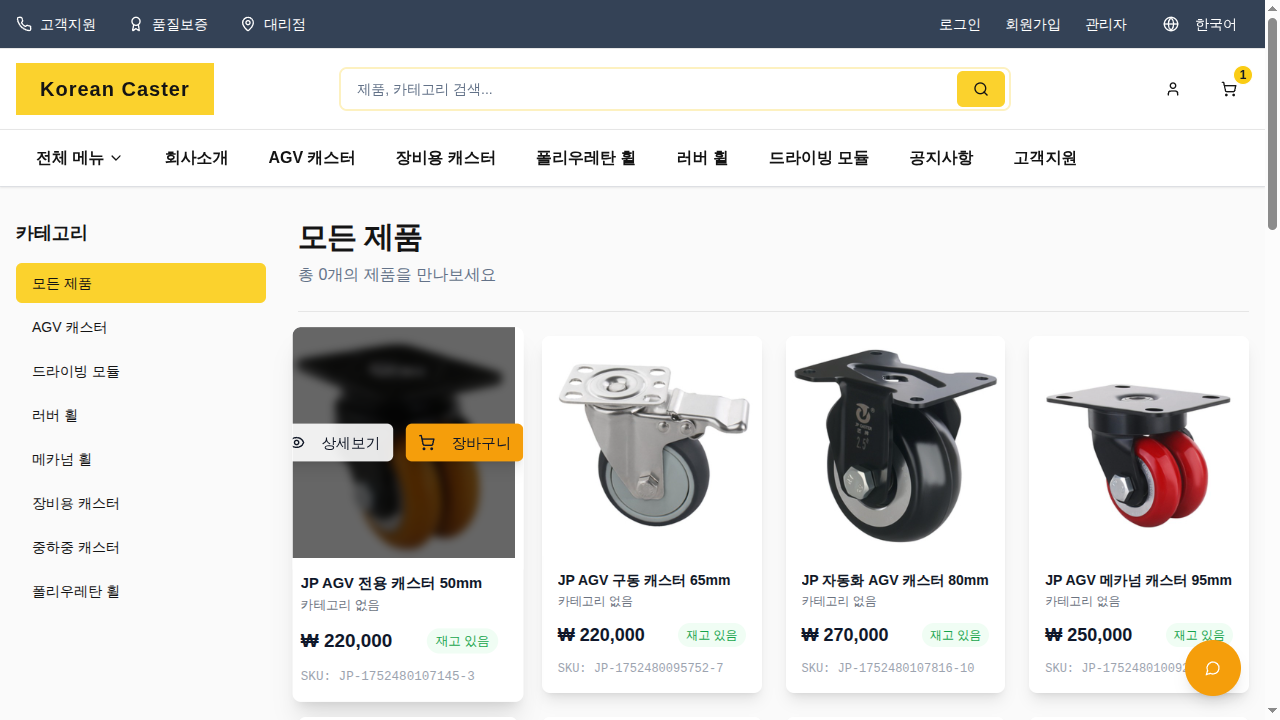 고객지원
품질보증
대리점
로그인
회원가입
관리자
한국어
Korean Caster
제품, 카테고리 검색...
1
전체 메뉴
회사소개
AGV 캐스터
장비용 캐스터
폴리우레탄 휠
러버 휠
드라이빙 모듈
공지사항
고객지원
카테고리
모든 제품
AGV 캐스터
드라이빙 모듈
러버 휠
메카넘 휠
장비용 캐스터
중하중 캐스터
폴리우레탄 휠
모든 제품
총 0개의 제품을 만나보세요
상세보기
장바구니
JP AGV 전용 캐스터 50mm
카테고리 없음
₩ 220,000
재고 있음
SKU: JP-1752480107145-3
JP AGV 구동 캐스터 65mm
카테고리 없음
₩ 220,000
재고 있음
SKU: JP-1752480095752-7
JP 자동화 AGV 캐스터 80mm
카테고리 없음
₩ 270,000
재고 있음
SKU: JP-1752480107816-10
JP AGV 메카넘 캐스터 95mm
카테고리 없음
₩ 250,000
재고 있음
SKU: JP-175248010092